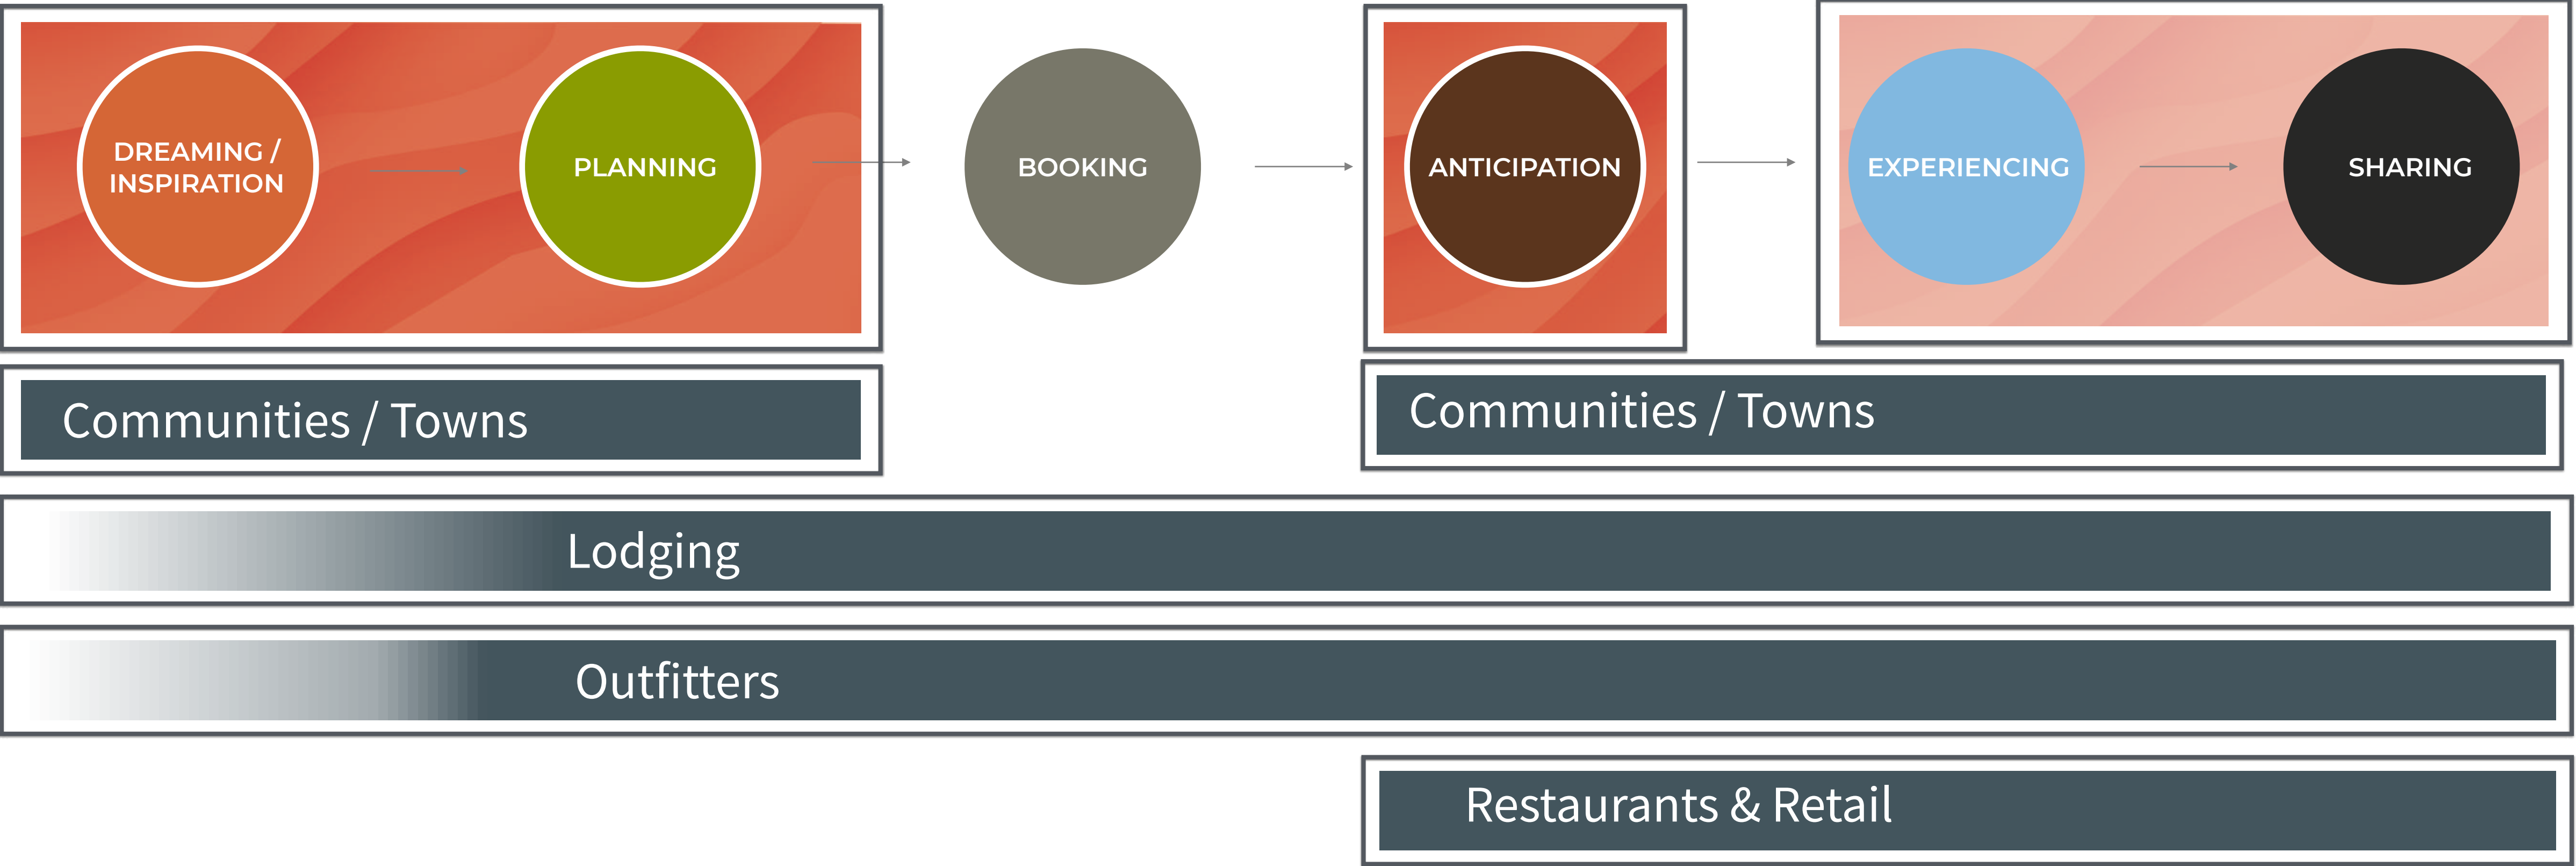 DREAMING /
INSPIRATION
PLANNING
BOOKING
ANTICIPATION
EXPERIENCING
SHARING
Communities / Towns
Communities / Towns
Lodging
Outfitters
Restaurants & Retail